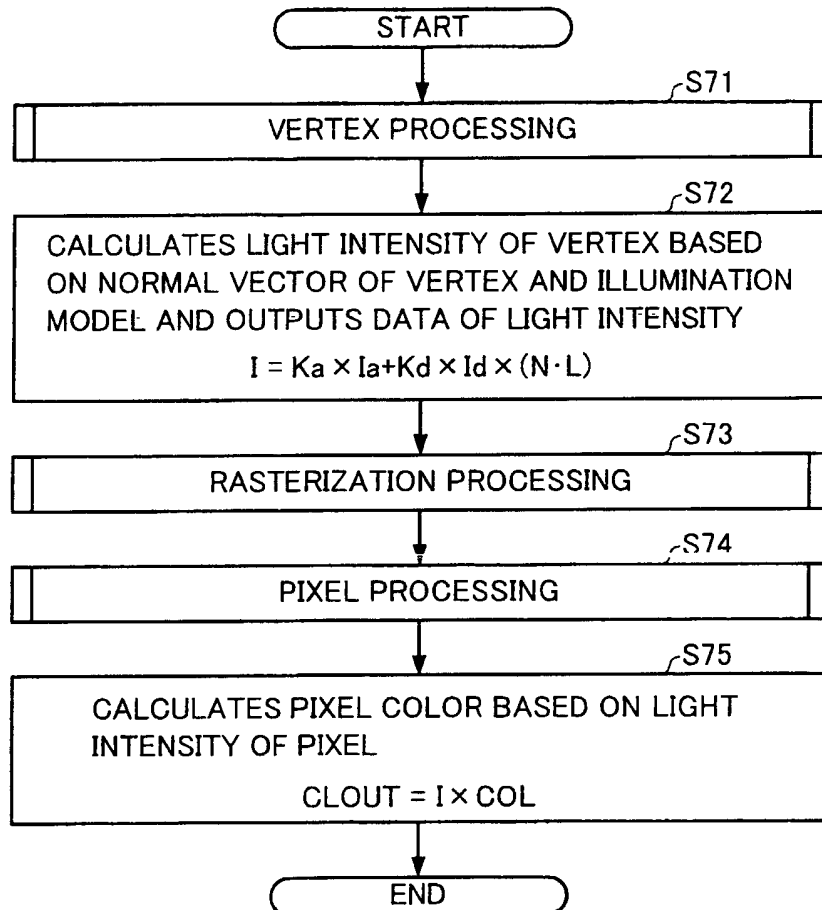 START
S71
VERTEX PROCESSING
S72
CALCULATES LIGHT INTENSITY OF VERTEX BASED
ON NORMAL VECTOR OF VERTEX AND ILLUMINATION
MODEL AND OUTPUTS DATA OF LIGHT INTENSITY
I = Ka × Ia+Kd × Id × (N·L)
S73
RASTERIZATION PROCESSING
S74
PIXEL PROCESSING
S75
CALCULATES PIXEL COLOR BASED ON LIGHT
INTENSITY OF PIXEL
CLOUT = I × COL
END